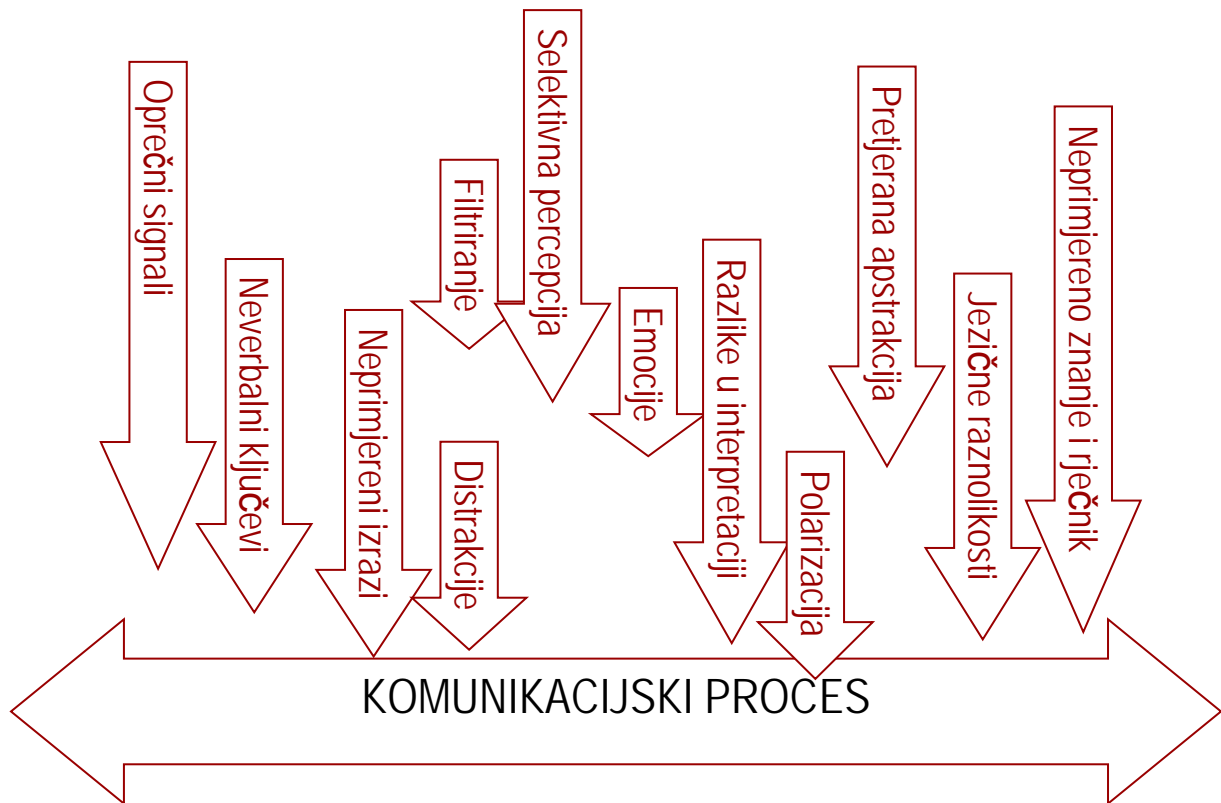 Oprečni signali
Neverbalni ključevi
Neprimjereni izrazi
Filtriranje
Distrakcije
Selektivna percepcija
Emocije
Razlike u interpretaciji
Polarizacija
Pretjerana apstrakcija
Jezične raznolikosti
Neprimjereno znanje i rječnik
KOMUNIKACIJSKI PROCES